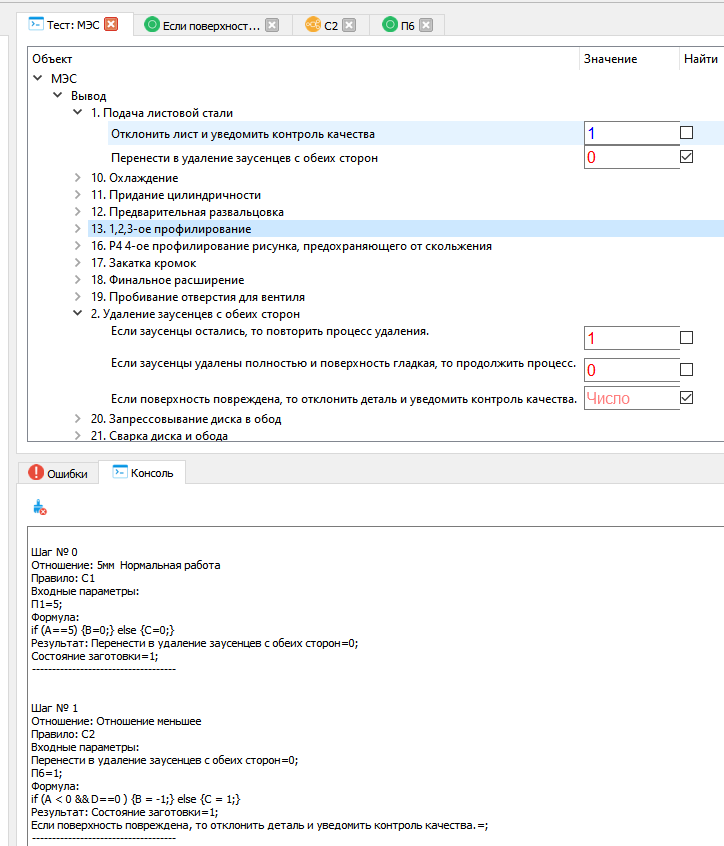 Тест: МЭС
Если поверхност...
С2
П6
Объект
Значение
Найти
МЭС
Вывод
1. Подача листовой стали
Отклонить лист и уведомить контроль качества
1
Перенести в удаление заусенцев с обеих сторон
0
10. Охлаждение
11. Придание цилиндричности
12. Предварительная развальцовка
13. 1,2,3-ое профилирование
16. Р4 4-ое профилирование рисунка, предохраняющего от скольжения
17. Закатка кромок
18. Финальное расширение
19. Пробивание отверстия для вентиля
2. Удаление заусенцев с обеих сторон
Если заусенцы остались, то повторить процесс удаления.
1
Если заусенцы удалены полностью и поверхность гладкая, то продолжить процесс.
0
Если поверхность повреждена, то отклонить деталь и уведомить контроль качества.
Число
20. Запрессовывание диска в обод
21. Сварка диска и обода
Ошибки
Консоль
Шаг № 0
Отношение: 5мм Нормальная работа
Правило: С1
Входные параметры:
П1=5;
Формула:
if (A==5) {B=0;} else {C=0;}
Результат: Перенести в удаление заусенцев с обеих сторон=0;
Состояние заготовки=1;
------------------------------------
Шаг № 1
Отношение: Отношение меньшее
Правило: С2
Входные параметры:
Перенести в удаление заусенцев с обеих сторон=0;
П6=1;
Формула:
if (A < 0 && D==0 ) {B = -1;} else {C = 1;}
Результат: Состояние заготовки=1;
Если поверхность повреждена, то отклонить деталь и уведомить контроль качества.=;
------------------------------------